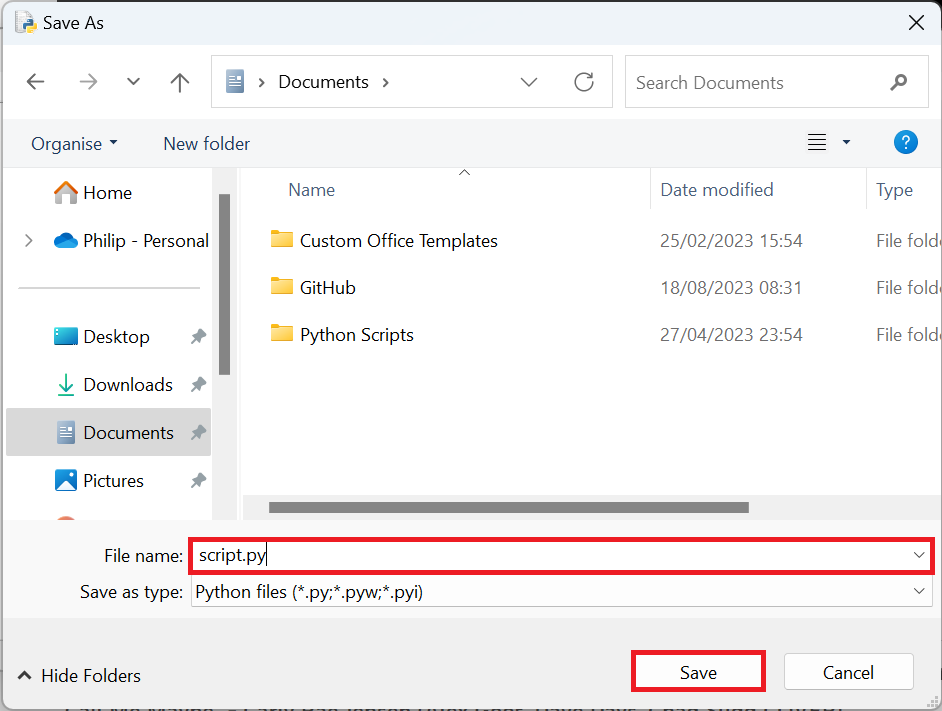 Save As
Documents
Search Documents
Organise New folder ?
Name Date modified Type
Home
Philip - Personal
Custom Office Templates 25/02/2023 15:54 File fold
GitHub 18/08/2023 08:31 File fold
Python Scripts 27/04/2023 23:54 File fold
Desktop
Downloads
Documents
Pictures
File name: script.py
Save as type: Python files (*.py;*.pyw;*.pyi)
Hide Folders Save Cancel